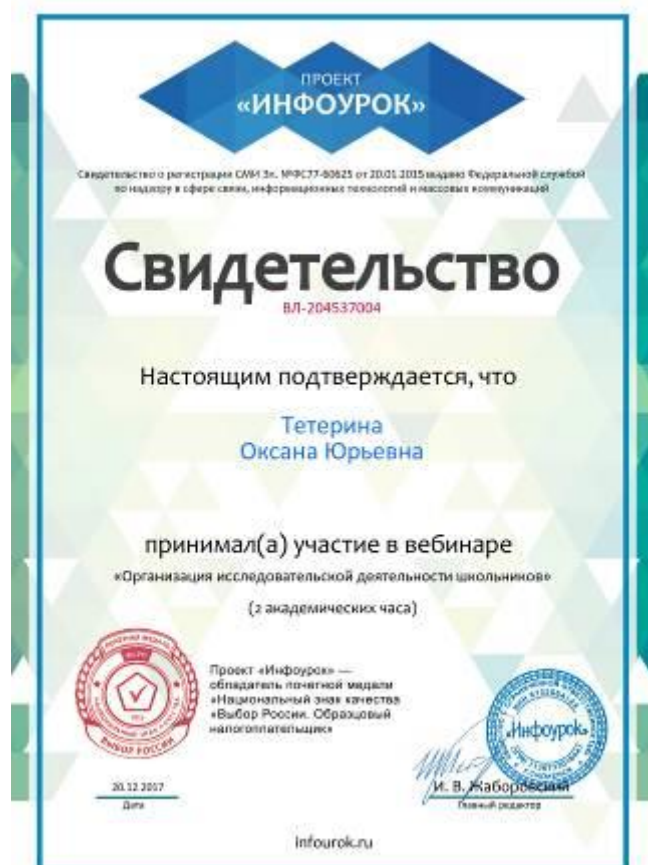 ПРОЕКТ
«ИНФОУРОК»
Свидетельство о регистрации СМИ Эл. №ФС77-60625 от 20.01.2015 выдано Федеральной службой
по надзору в сфере связи, информационных технологий и массовых коммуникаций
Свидетельство
ВЛ-204537004
Настоящим подтверждается, что
Тетерина
Оксана Юрьевна
принимал(а) участие в вебинаре
«Организация исследовательской деятельности школьников»
(2 академических часа)
Проект «Инфоурок» —
обладатель почетной медали
«Национальный знак качества
«Выбор России. Образцовый
налогоплательщик»
ВЫБОР РОССИИ
«Инфоурок»
20.12.2017
Дата
И. В. Жаборовский
Главный редактор
infourok.ru